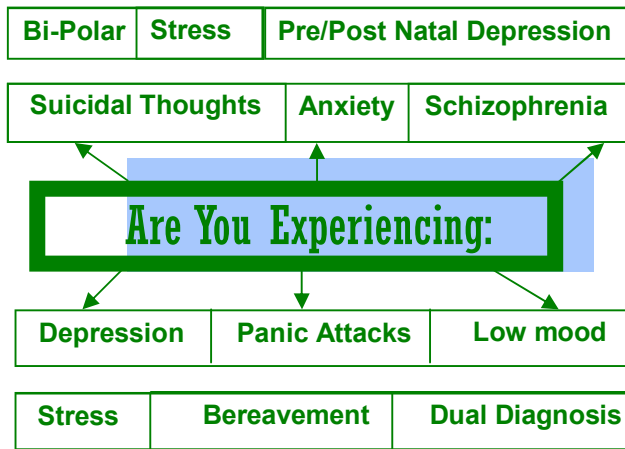 Bi-Polar Stress Pre/Post Natal Depression
Suicidal Thoughts Anxiety Schizophrenia
Are You Experiencing:
Depression Panic Attacks Low mood
Stress Bereavement Dual Diagnosis